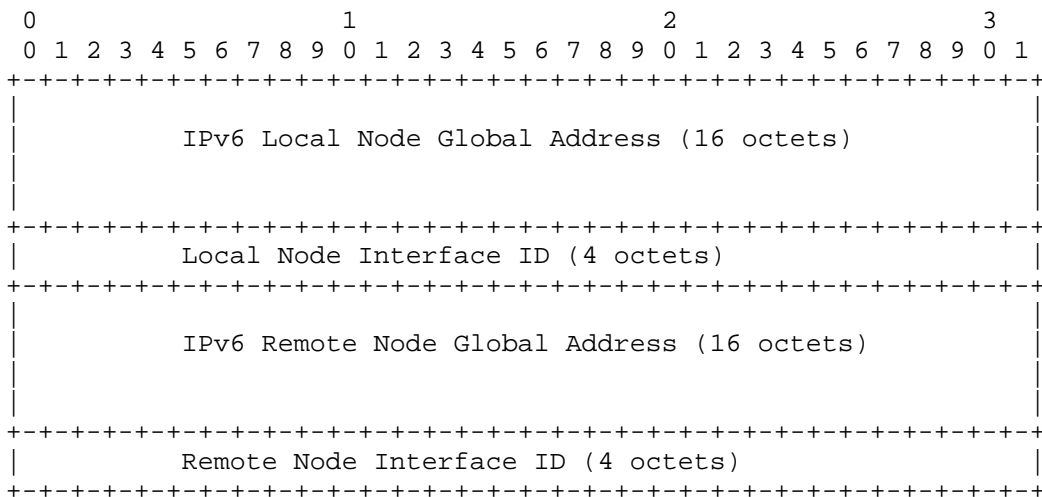 0                   1                   2                   3
 0 1 2 3 4 5 6 7 8 9 0 1 2 3 4 5 6 7 8 9 0 1 2 3 4 5 6 7 8 9 0 1
+-+-+-+-+-+-+-+-+-+-+-+-+-+-+-+-+-+-+-+-+-+-+-+-+-+-+-+-+-+-+-+-+
|                                                               |
|          IPv6 Local Node Global Address (16 octets)           |
|                                                               |
|                                                               |
+-+-+-+-+-+-+-+-+-+-+-+-+-+-+-+-+-+-+-+-+-+-+-+-+-+-+-+-+-+-+-+-+
|          Local Node Interface ID (4 octets)                   |
+-+-+-+-+-+-+-+-+-+-+-+-+-+-+-+-+-+-+-+-+-+-+-+-+-+-+-+-+-+-+-+-+
|                                                               |
|          IPv6 Remote Node Global Address (16 octets)          |
|                                                               |
|                                                               |
+-+-+-+-+-+-+-+-+-+-+-+-+-+-+-+-+-+-+-+-+-+-+-+-+-+-+-+-+-+-+-+-+
|          Remote Node Interface ID (4 octets)                  |
+-+-+-+-+-+-+-+-+-+-+-+-+-+-+-+-+-+-+-+-+-+-+-+-+-+-+-+-+-+-+-+-+